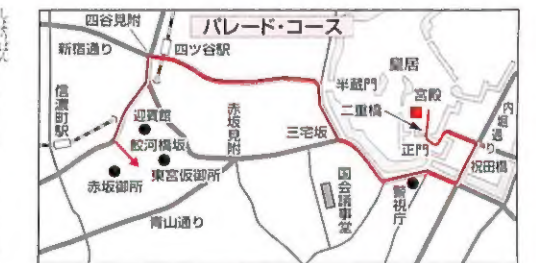 パレード・コース
四谷見附
新宿通り
四ツ谷駅
信濃町駅
迎賓館
鮫河橋坂
赤坂御所
東宮仮御所
赤坂見附
青山通り
三宅坂
半蔵門
皇居
宮殿
二重橋
正門
内堀通り
祝田橋
国会議事堂
警視庁